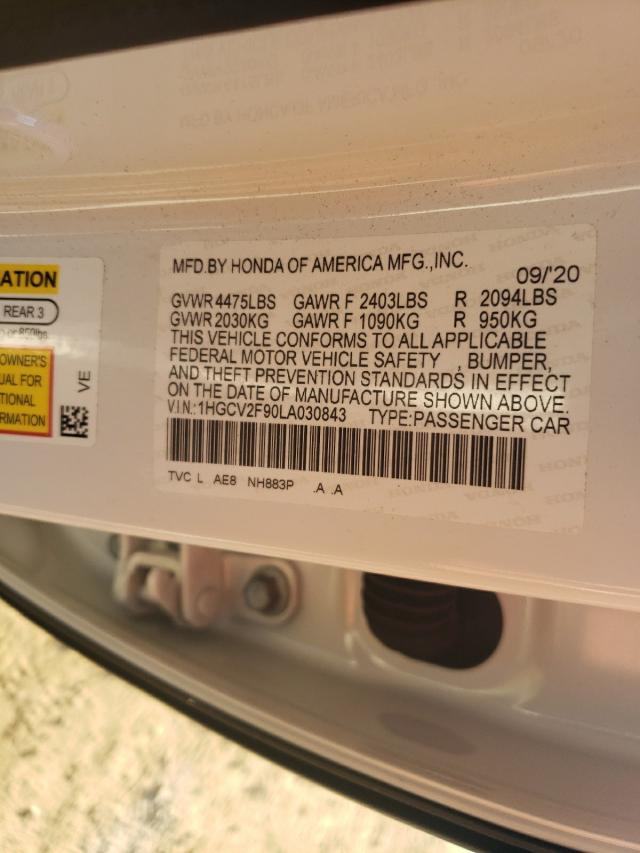 MFD.BY HONDA OF AMERICA MFG.,INC. 09/'20
GVWR 4475LBS GAWR F 2403LBS R 2094LBS
GVWR 2030KG GAWR F 1090KG R 950KG
THIS VEHICLE CONFORMS TO ALL APPLICABLE
FEDERAL MOTOR VEHICLE SAFETY , BUMPER,
AND THEFT PREVENTION STANDARDS IN EFFECT
ON THE DATE OF MANUFACTURE SHOWN ABOVE.
V.I.N.:1HGCV2F90LA030843 TYPE:PASSENGER CAR
TVC L AE8 NH883P .A .A
ATION
REAR 3
or 850lbs
OWNER'S
UAL FOR
TIONAL
RMATION
VE